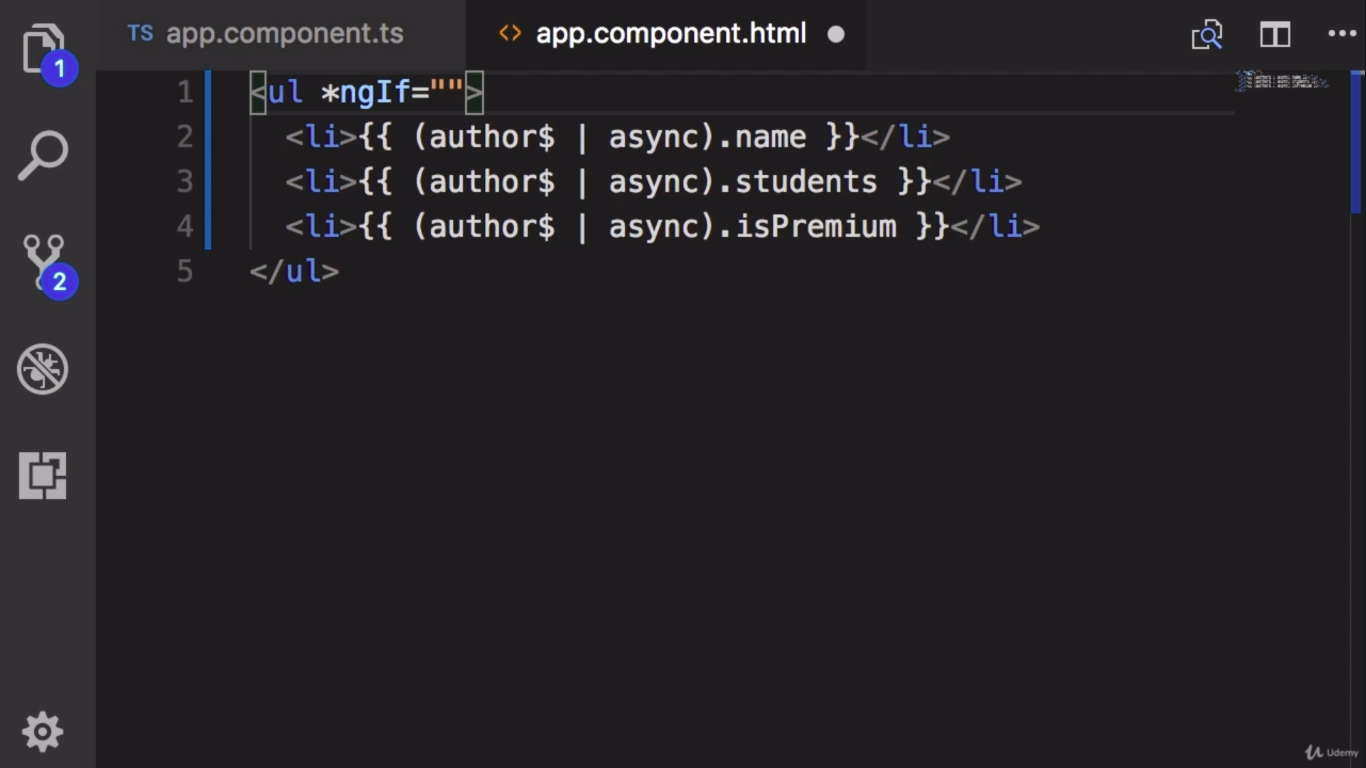 TS app.component.ts <> app.component.html
1 <ul *ngIf="">
2 <li>{{ (author$ | async).name }}</li>
3 <li>{{ (author$ | async).students }}</li>
4 <li>{{ (author$ | async).isPremium }}</li>
5 </ul>
1
2
Udemy